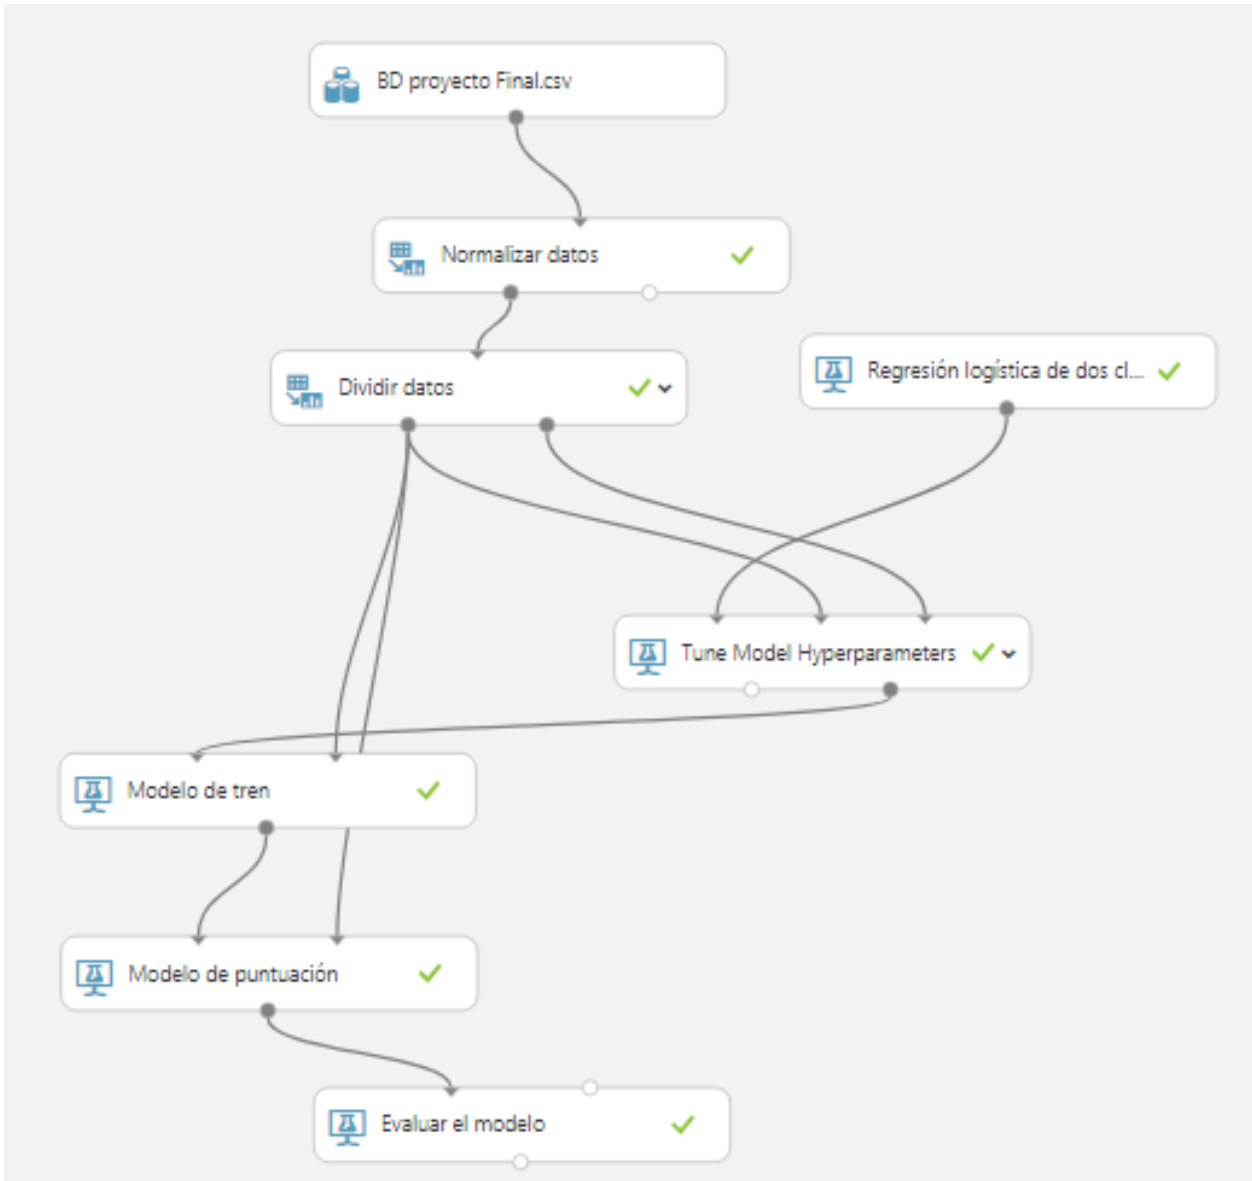 BD proyecto Final.csv
Normalizar datos
Dividir datos
Regresión logística de dos cl...
Tune Model Hyperparameters
Modelo de tren
Modelo de puntuación
Evaluar el modelo